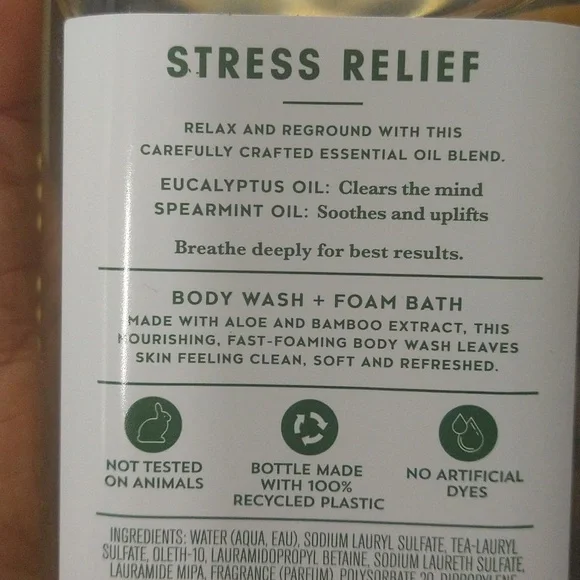 STRESS RELIEF
RELAX AND REGROUND WITH THIS
CAREFULLY CRAFTED ESSENTIAL OIL BLEND.
EUCALYPTUS OIL: Clears the mind
SPEARMINT OIL: Soothes and uplifts
Breathe deeply for best results.
BODY WASH + FOAM BATH
MADE WITH ALOE AND BAMBOO EXTRACT, THIS
NOURISHING, FAST-FOAMING BODY WASH LEAVES
SKIN FEELING CLEAN, SOFT AND REFRESHED.
NOT TESTED
ON ANIMALS
BOTTLE MADE
WITH 100%
RECYCLED PLASTIC
NO ARTIFICIAL
DYES
INGREDIENTS: WATER (AQUA, EAU), SODIUM LAURYL SULFATE, TEA-LAURYL
SULFATE, OLETH-10, LAURAMIDOPROPYL BETAINE, SODIUM LAURETH SULFATE,
LAURAMIDE MIPA, FRAGRANCE (PARFUM), POLYSORBATE